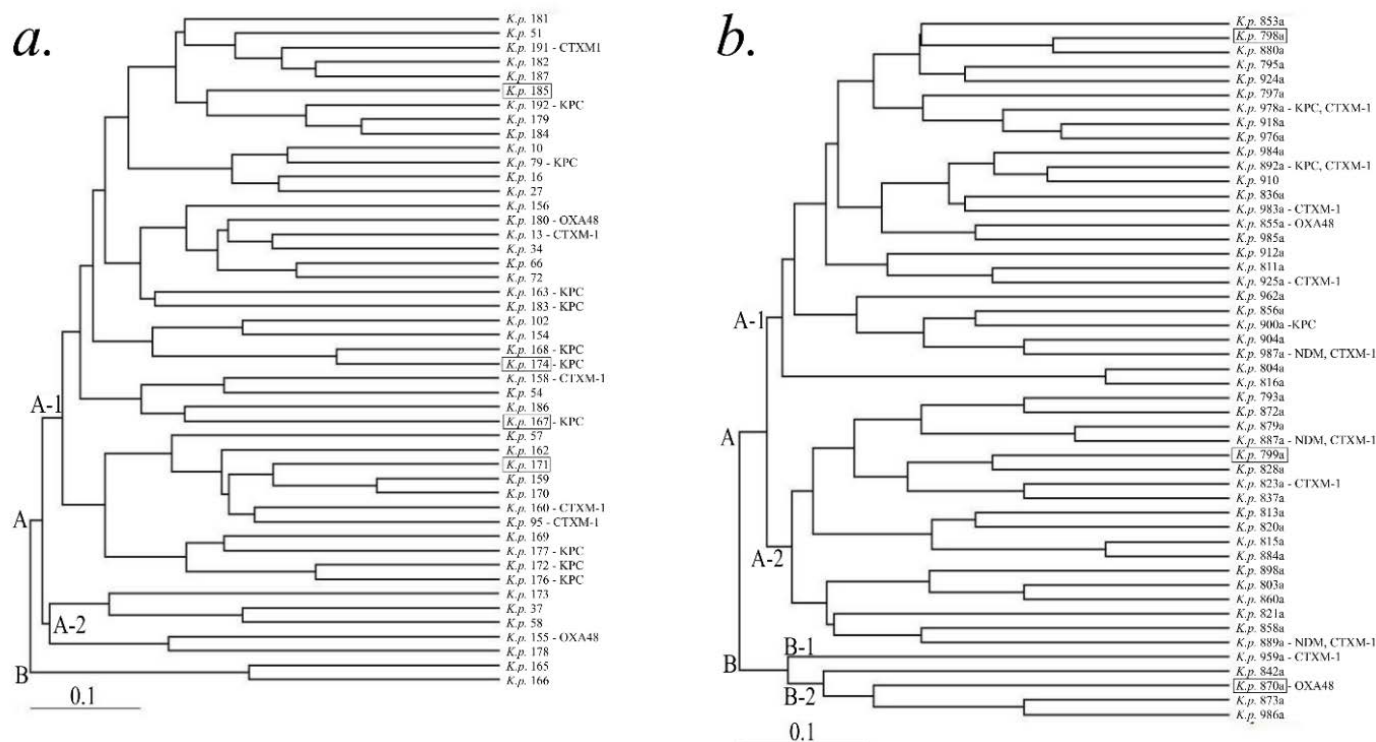 a.
K.p. 181
K.p. 51
K.p. 191 - CTXM1
K.p. 182
K.p. 187
K.p. 185
K.p. 192 - KPC
K.p. 179
K.p. 184
K.p. 10
K.p. 79 - KPC
K.p. 16
K.p. 27
K.p. 156
K.p. 180 - OXA48
K.p. 13 - CTXM-1
K.p. 34
K.p. 66
K.p. 72
K.p. 163 - KPC
K.p. 183 - KPC
K.p. 102
K.p. 154
K.p. 168 - KPC
K.p. 174 - KPC
K.p. 158 - CTXM-1
K.p. 54
K.p. 186
K.p. 167 - KPC
K.p. 57
K.p. 162
K.p. 171
K.p. 159
K.p. 170
K.p. 160 - CTXM-1
K.p. 95 - CTXM-1
K.p. 169
K.p. 177 - KPC
K.p. 172 - KPC
K.p. 176 - KPC
K.p. 173
K.p. 37
K.p. 58
K.p. 155 - OXA48
K.p. 178
K.p. 165
K.p. 166
A-1
A
A-2
B
0.1
b.
K.p. 853a
K.p. 798a
K.p. 880a
K.p. 795a
K.p. 924a
K.p. 797a
K.p. 978a - KPC, CTXM-1
K.p. 918a
K.p. 976a
K.p. 984a
K.p. 892a - KPC, CTXM-1
K.p. 910
K.p. 836a
K.p. 983a - CTXM-1
K.p. 855a - OXA48
K.p. 985a
K.p. 912a
K.p. 811a
K.p. 925a - CTXM-1
K.p. 962a
K.p. 856a
K.p. 900a -KPC
K.p. 904a
K.p. 987a - NDM, CTXM-1
K.p. 804a
K.p. 816a
K.p. 793a
K.p. 872a
K.p. 879a
K.p. 887a - NDM, CTXM-1
K.p. 799a
K.p. 828a
K.p. 823a - CTXM-1
K.p. 837a
K.p. 813a
K.p. 820a
K.p. 815a
K.p. 884a
K.p. 898a
K.p. 803a
K.p. 860a
K.p. 821a
K.p. 858a
K.p. 889a - NDM, CTXM-1
K.p. 959a - CTXM-1
K.p. 842a
K.p. 870a - OXA48
K.p. 873a
K.p. 986a
A-1
A
A-2
B-1
B
B-2
0.1